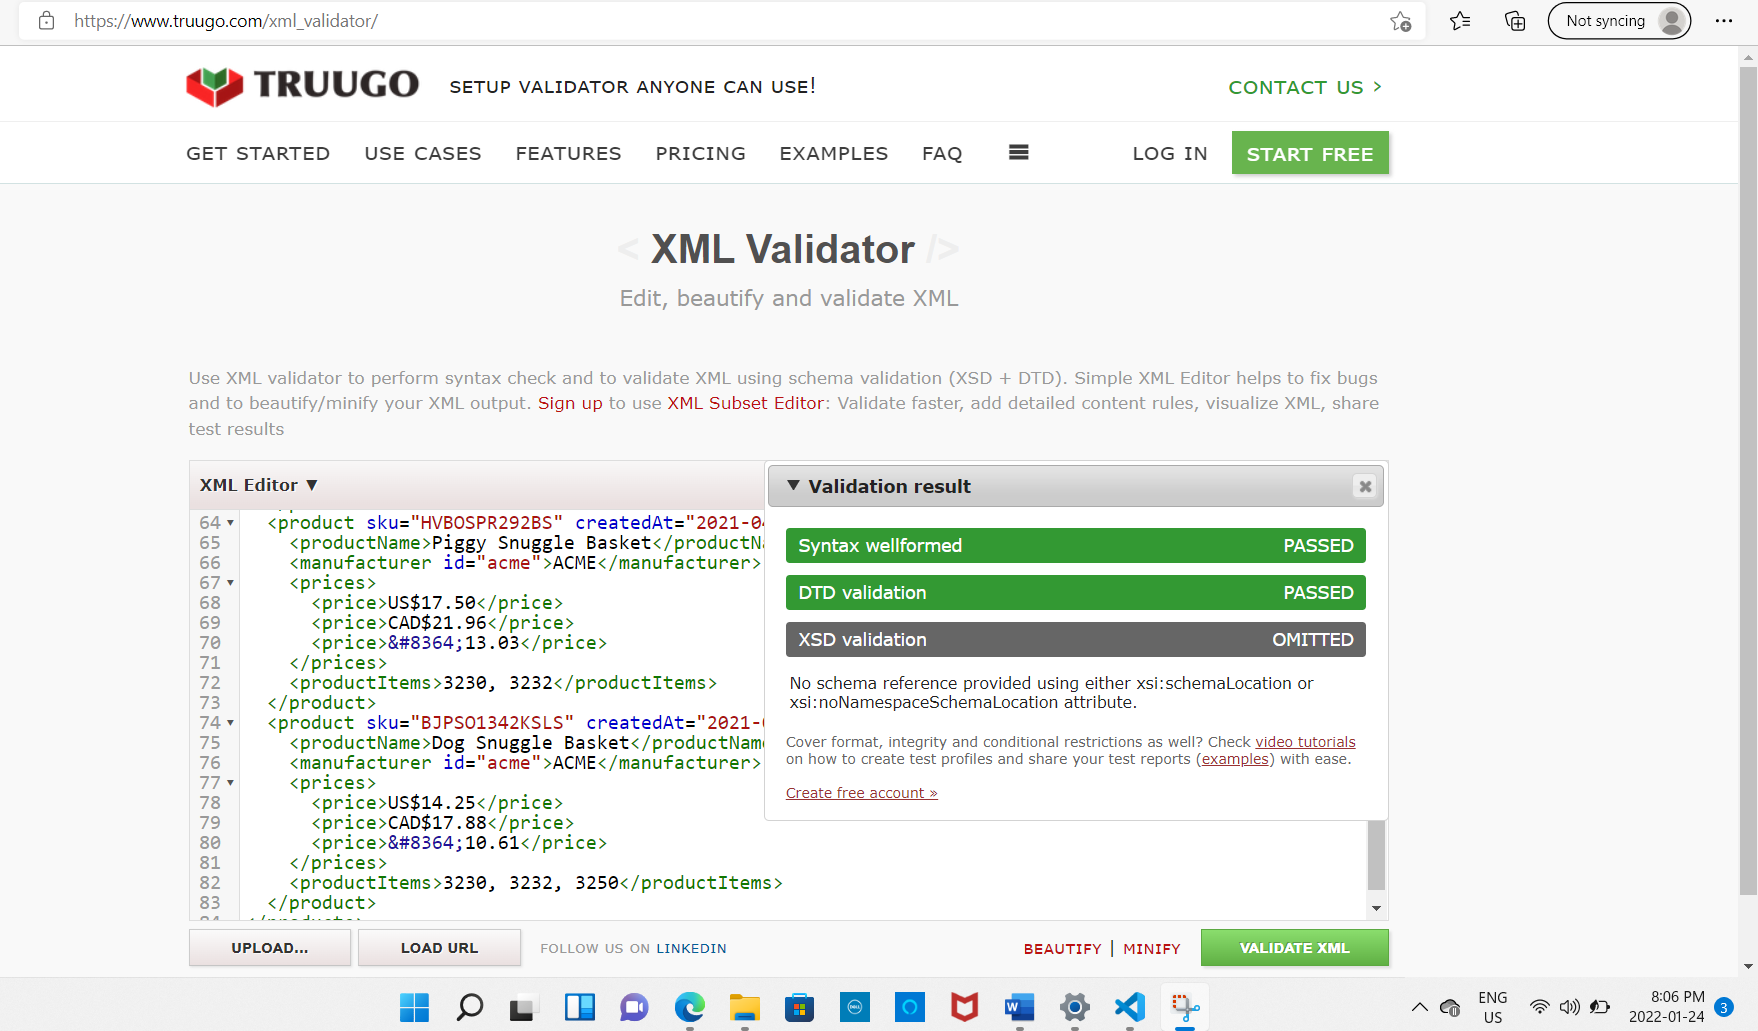 https://www.truugo.com/xml_validator/
Not syncing
TRUUGO
SETUP VALIDATOR ANYONE CAN USE!
CONTACT US >
GET STARTED
USE CASES
FEATURES
PRICING
EXAMPLES
FAQ
LOG IN
START FREE
< XML Validator />
Edit, beautify and validate XML
Use XML validator to perform syntax check and to validate XML using schema validation (XSD + DTD). Simple XML Editor helps to fix bugs
and to beautify/minify your XML output. Sign up to use XML Subset Editor: Validate faster, add detailed content rules, visualize XML, share
test results
XML Editor ▼
64 <product sku="HVBOSPR292BS" createdAt="2021-04
65 <productName>Piggy Snuggle Basket</productNa
66 <manufacturer id="acme">ACME</manufacturer>
67 <prices>
68 <price>US$17.50</price>
69 <price>CAD$21.96</price>
70 <price>&#8364;13.03</price>
71 </prices>
72 <productItems>3230, 3232</productItems>
73 </product>
74 <product sku="BJPSO1342KSLS" createdAt="2021-
75 <productName>Dog Snuggle Basket</productName
76 <manufacturer id="acme">ACME</manufacturer>
77 <prices>
78 <price>US$14.25</price>
79 <price>CAD$17.88</price>
80 <price>&#8364;10.61</price>
81 </prices>
82 <productItems>3230, 3232, 3250</productItems>
83 </product>
▼ Validation result
Syntax wellformed PASSED
DTD validation PASSED
XSD validation OMITTED
No schema reference provided using either xsi:schemaLocation or
xsi:noNamespaceSchemaLocation attribute.
Cover format, integrity and conditional restrictions as well? Check video tutorials
on how to create test profiles and share your test reports (examples) with ease.
Create free account »
UPLOAD...
LOAD URL
FOLLOW US ON LINKEDIN
BEAUTIFY | MINIFY
VALIDATE XML
ENG
US
8:06 PM
2022-01-24
3